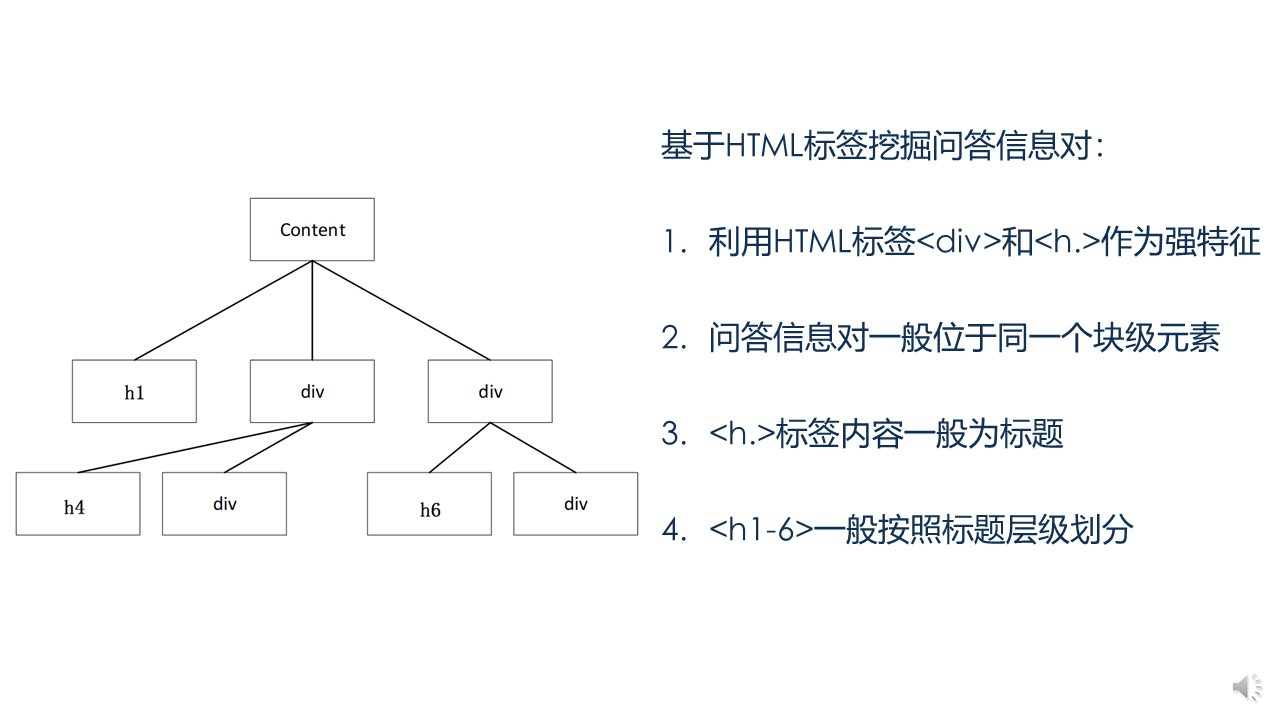 Content
h1
div
div
h4
div
h6
div
基于HTML标签挖掘问答信息对:
1. 利用HTML标签<div>和<h.>作为强特征
2. 问答信息对一般位于同一个块级元素
3. <h.>标签内容一般为标题
4. <h1-6>一般按照标题层级划分